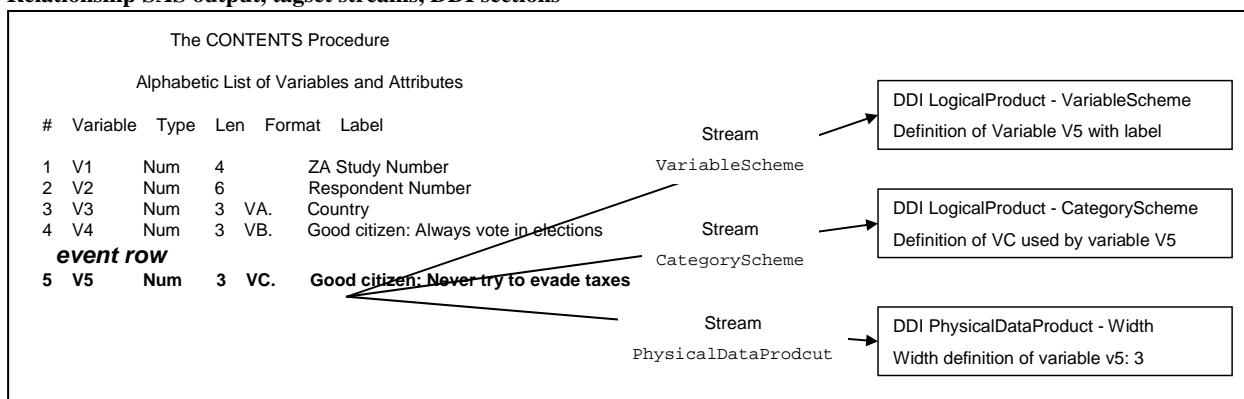 Relationship SAS output, tagset streams, DDI sections
The CONTENTS Procedure
Alphabetic List of Variables and Attributes
# Variable Type Len Format Label
1 V1 Num 4 ZA Study Number
2 V2 Num 6 Respondent Number
3 V3 Num 3 VA. Country
4 V4 Num 3 VB. Good citizen: Always vote in elections
event row
5 V5 Num 3 VC. Good citizen: Never try to evade taxes
Stream
VariableScheme
Stream
CategoryScheme
Stream
PhysicalDataProdcut
DDI LogicalProduct - VariableScheme
Definition of Variable V5 with label
DDI LogicalProduct - CategoryScheme
Definition of VC used by variable V5
DDI PhysicalDataProduct - Width
Width definition of variable v5: 3